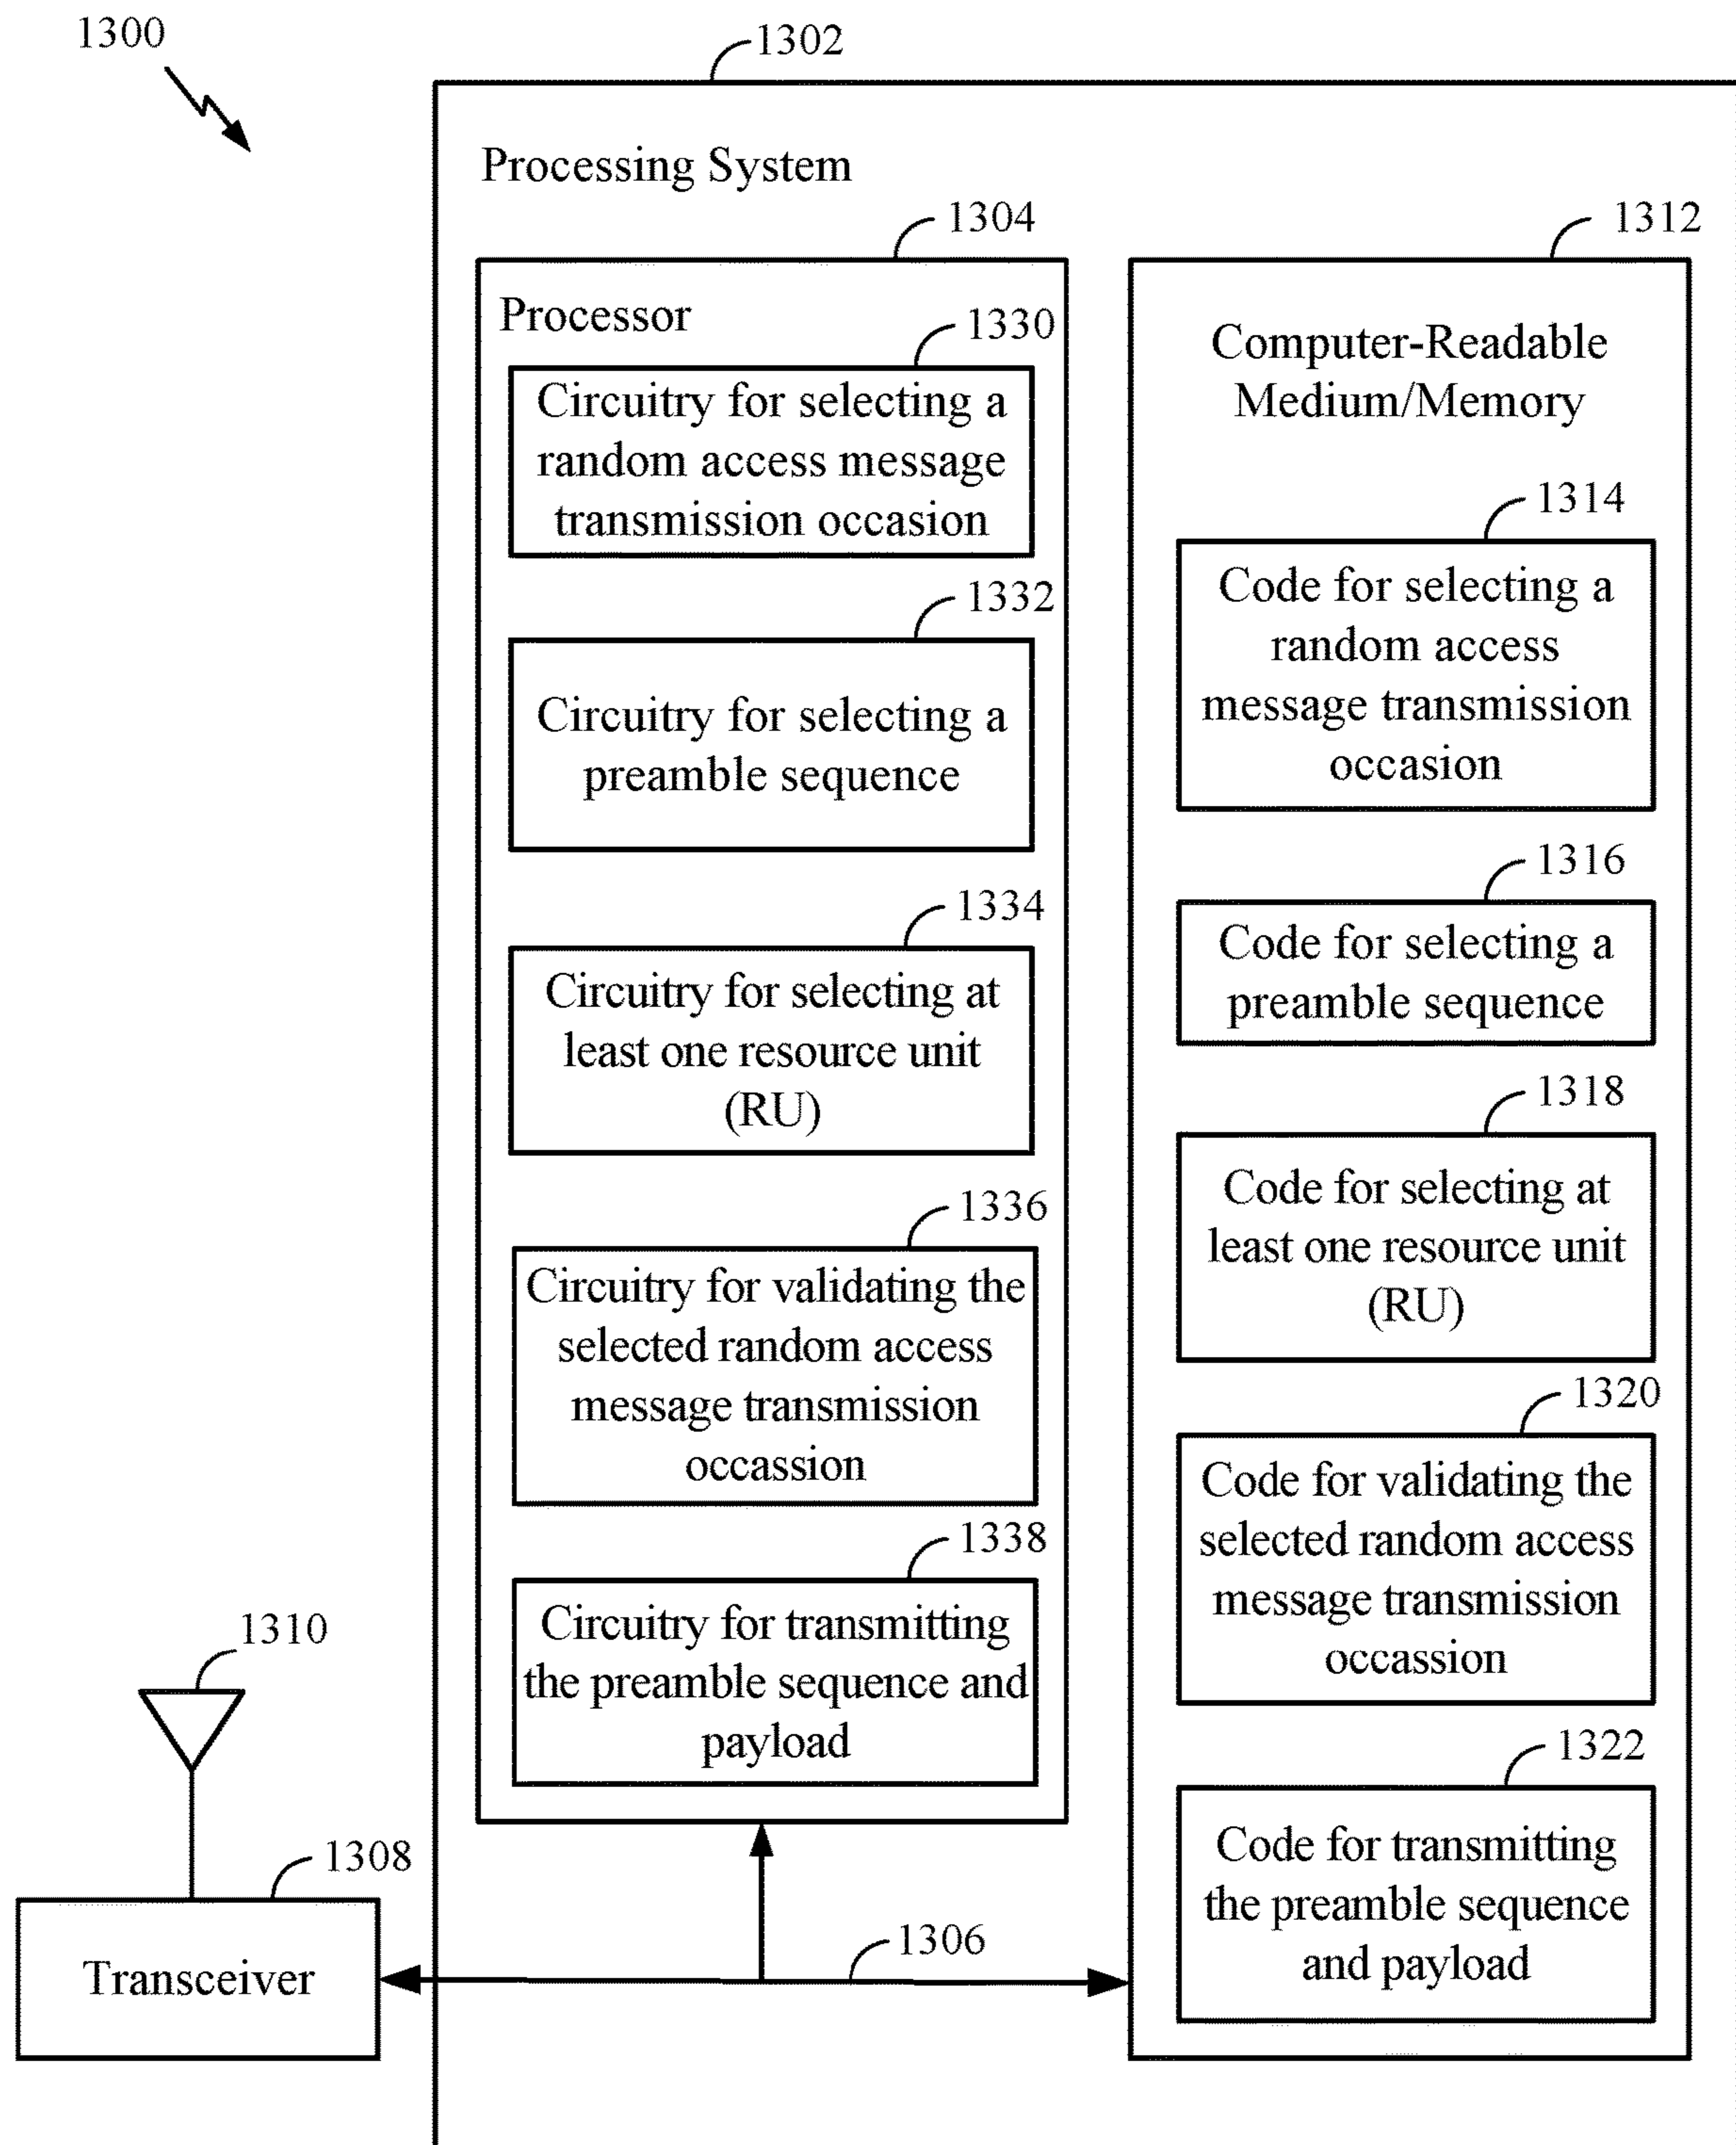 1300
1302
Processing System
1304
Processor
1330
Circuitry for selecting a
random access message
transmission occasion
1332
Circuitry for selecting a
preamble sequence
1334
Circuitry for selecting at
least one resource unit
(RU)
1336
Circuitry for validating the
selected random access
message transmission
occassion
1338
Circuitry for transmitting
the preamble sequence and
payload
1312
Computer-Readable
Medium/Memory
1314
Code for selecting a
random access
message transmission
occasion
1316
Code for selecting a
preamble sequence
1318
Code for selecting at
least one resource unit
(RU)
1320
Code for validating the
selected random access
message transmission
occassion
1322
Code for transmitting
the preamble sequence
and payload
1310
1308
Transceiver
1306